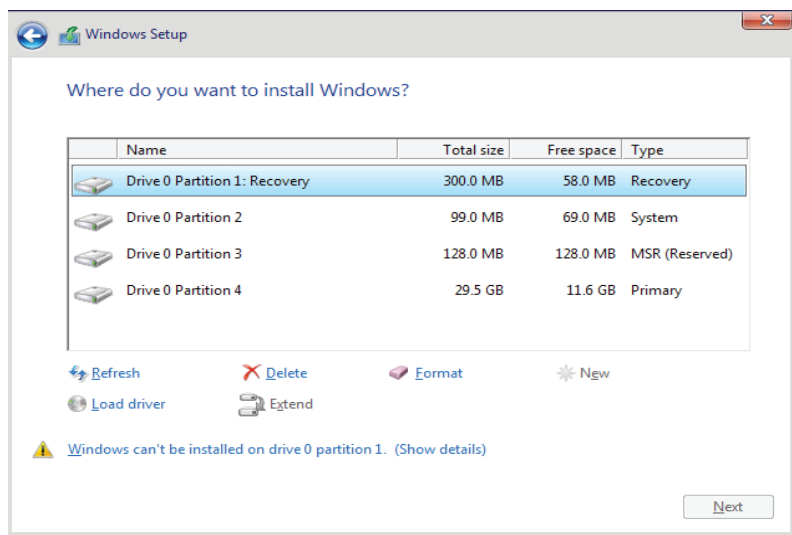 Windows Setup
Where do you want to install Windows?
Name Total size Free space Type
Drive 0 Partition 1: Recovery 300.0 MB 58.0 MB Recovery
Drive 0 Partition 2 99.0 MB 69.0 MB System
Drive 0 Partition 3 128.0 MB 128.0 MB MSR (Reserved)
Drive 0 Partition 4 29.5 GB 11.6 GB Primary
Refresh Delete Format New
Load driver Extend
Windows can't be installed on drive 0 partition 1. (Show details)
Next